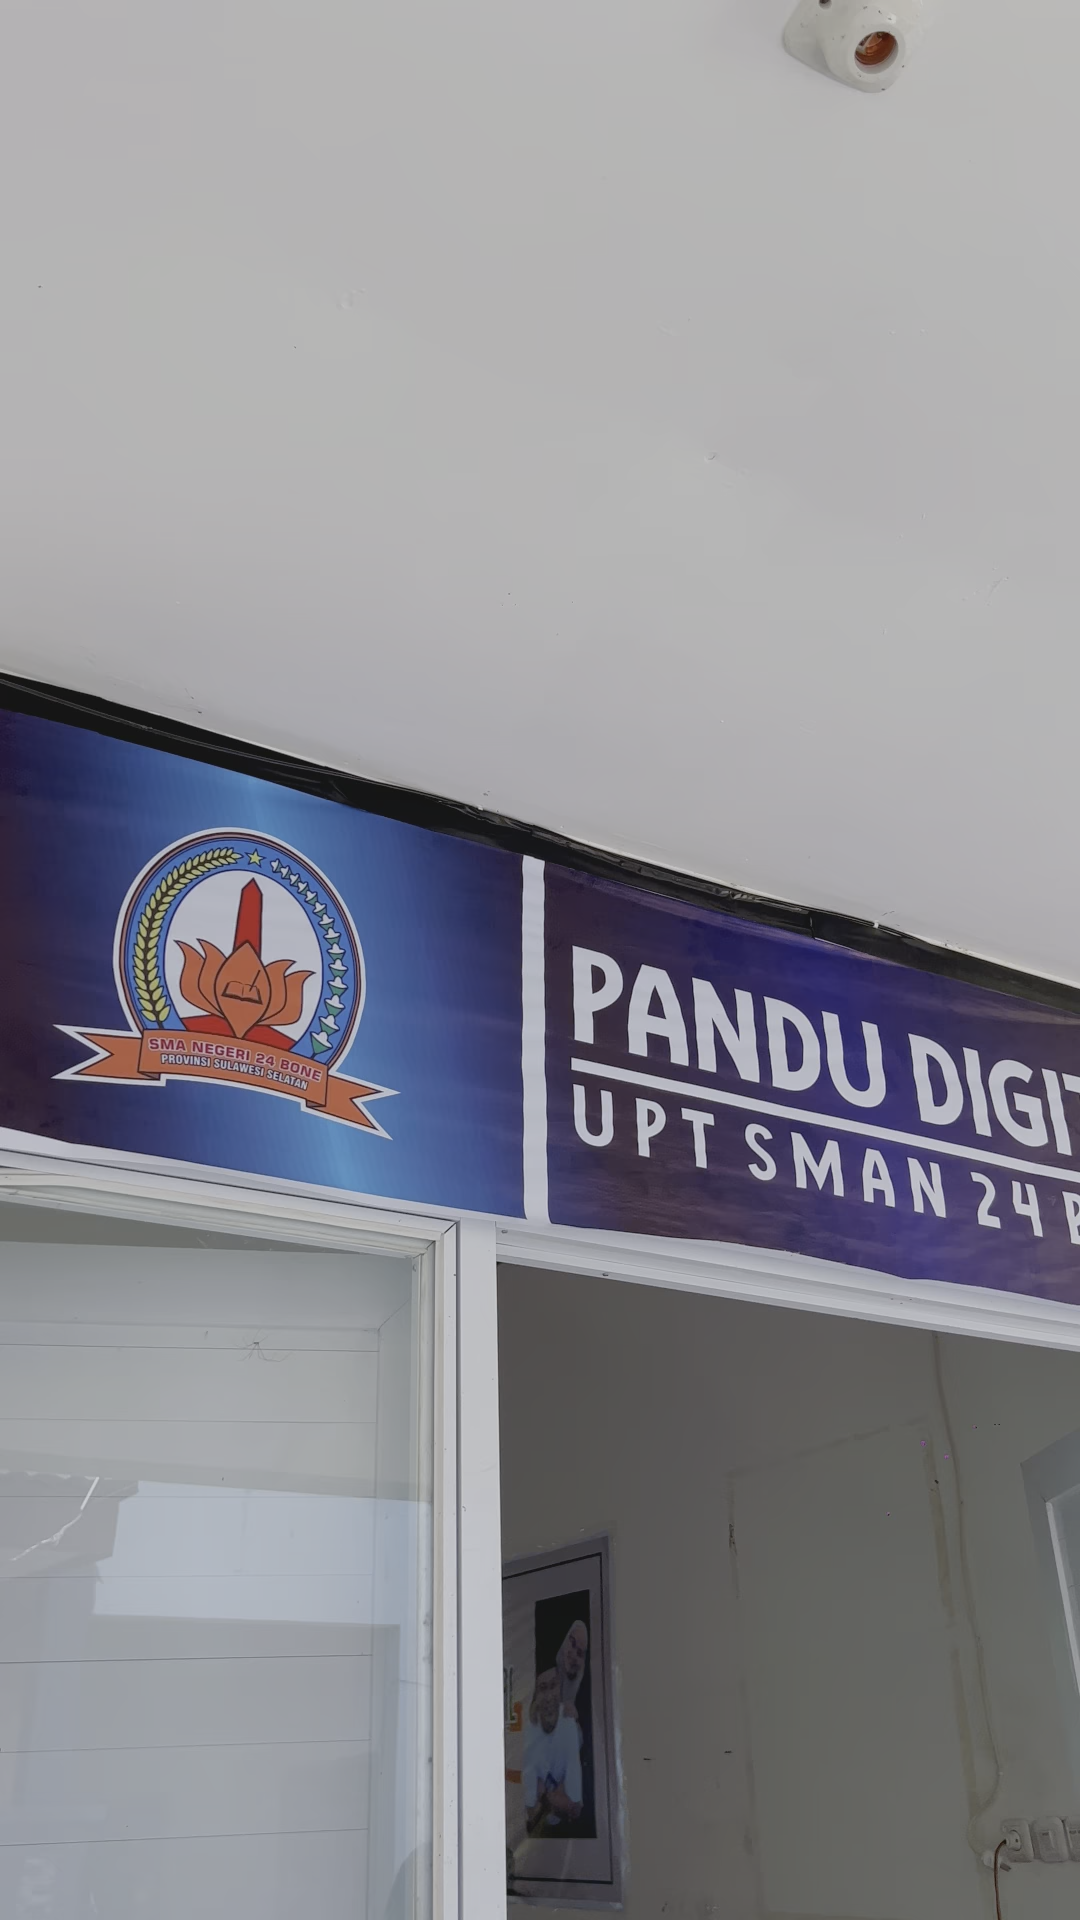 SMA NEGERI 24 BONE
PROVINSI SULAWESI SELATAN
PANDU DIGIT
UPT SMAN 24 B